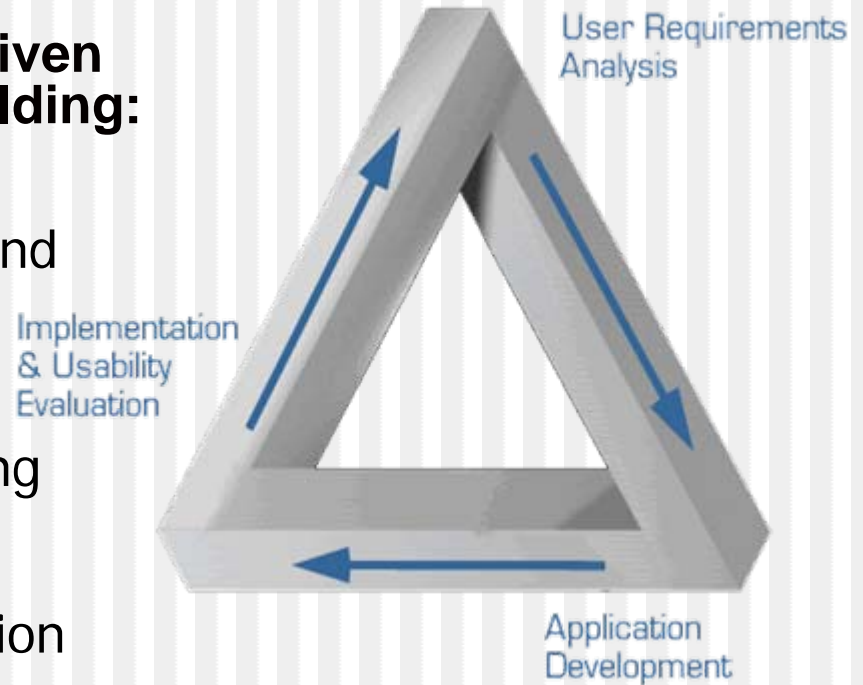 iven
lding:
nd
ng
ion
User Requirements
Analysis
Implementation
& Usability
Evaluation
Application
Development